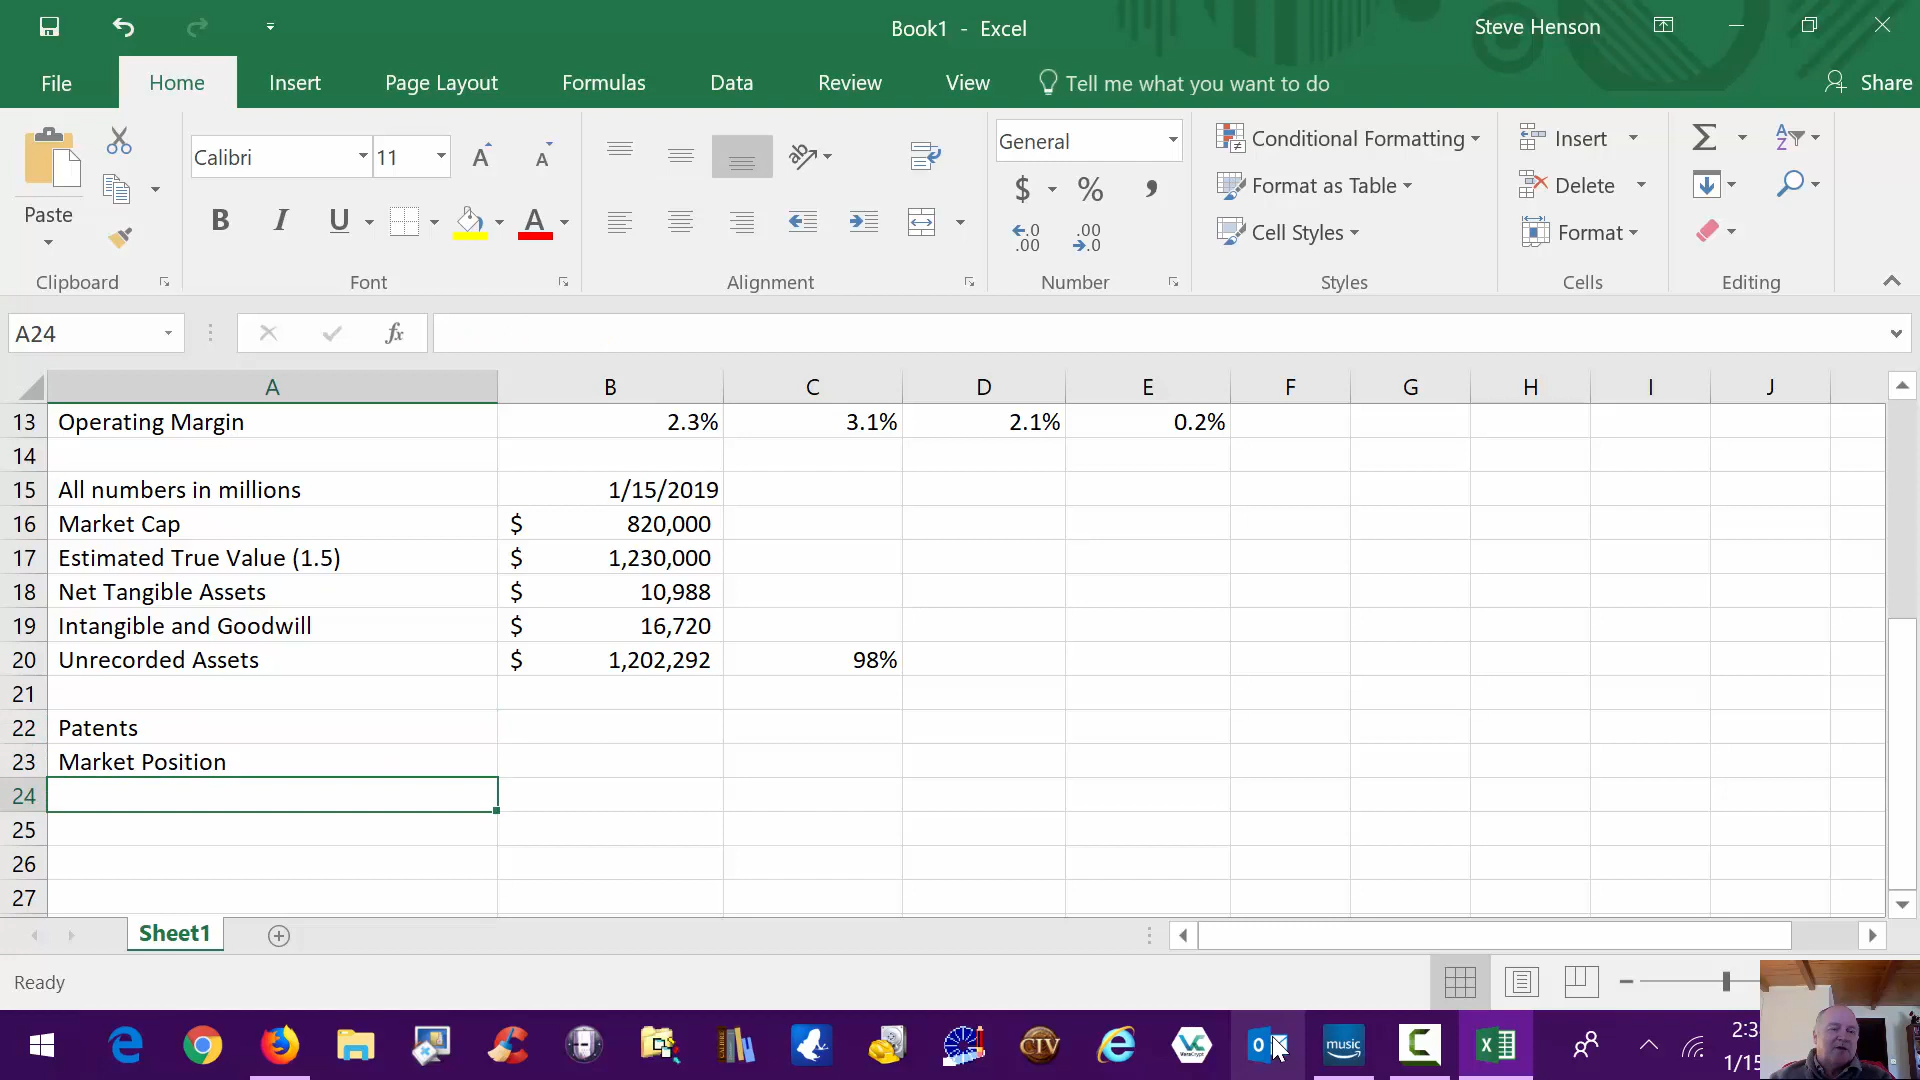 Book1 - Excel
Steve Henson
File Home Insert Page Layout Formulas Data Review View Tell me what you want to do Share
Calibri 11 General Conditional Formatting Insert
Paste B I U A $ % Format as Table Delete
Cell Styles Format
Clipboard Font Alignment Number Styles Cells Editing
A24 fx
A B C D E F G H I J
13 Operating Margin 2.3% 3.1% 2.1% 0.2%
14
15 All numbers in millions 1/15/2019
16 Market Cap $ 820,000
17 Estimated True Value (1.5) $ 1,230,000
18 Net Tangible Assets $ 10,988
19 Intangible and Goodwill $ 16,720
20 Unrecorded Assets $ 1,202,292 98%
21
22 Patents
23 Market Position
24
25
26
27
Sheet1
Ready
CIV VC music 2:3
VeraCrypt 1/15